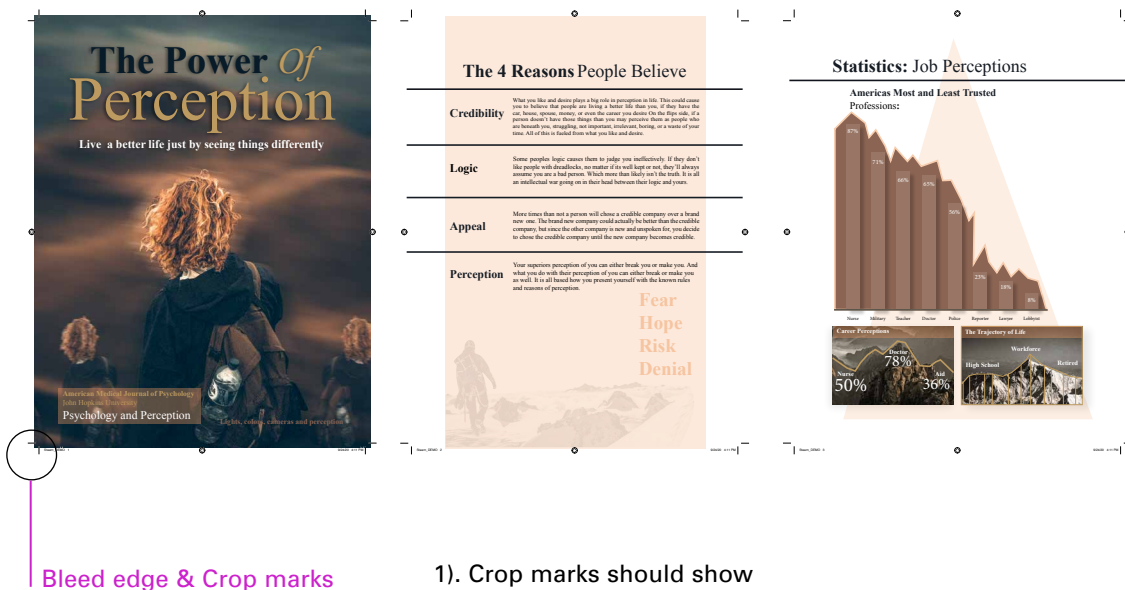 The Power Of
Perception
Live a better life just by seeing things differently
American Medical Journal of Psychology
John Hopkins University
Psychology and Perception
Lights, colors, cameras and perception
The 4 Reasons People Believe
Credibility
What you like and desire plays a big role in perception in life. This could cause
you to believe that people are living a better life than you, if they have the
car, house, spouse, money, or even the career you desire On the flips side, if a
person doesn't have those things than you may perceive them as people who
are beneath you, struggling, not important, irrelevant, boring, or a waste of your
time. All of this is fueled from what you like and desire.
Logic
Some peoples logic causes them to judge you ineffectively. If they don't
like people with dreadlocks, no matter if its well kept or not, they'll always
assume you are a bad person. Which more than likely isn't the truth. It is all
an intellectual war going on in their head between their logic and yours.
Appeal
More times than not a person will chose a credible company over a brand
new one. The brand new company could actually be better than the credible
company, but since the other company is new and unspoken for, you decide
to chose the credible company until the new company becomes credible.
Perception
Your superiors perception of you can either break you or make you. And
what you do with their perception of you can either break or make you
as well. It is all based how you present yourself with the known rules
and reasons of perception.
Fear
Hope
Risk
Denial
Statistics: Job Perceptions
Americas Most and Least Trusted
Professions:
87%
71%
66%
63%
56%
23%
18%
8%
Nurse Military Teacher Doctor Police Reporter Lawyer Lobbyist
Career Perceptions
Nurse
50%
Doctor
78%
Aid
36%
The Trajectory of Life
High School
Workforce
Retired
Bleed edge & Crop marks
1). Crop marks should show